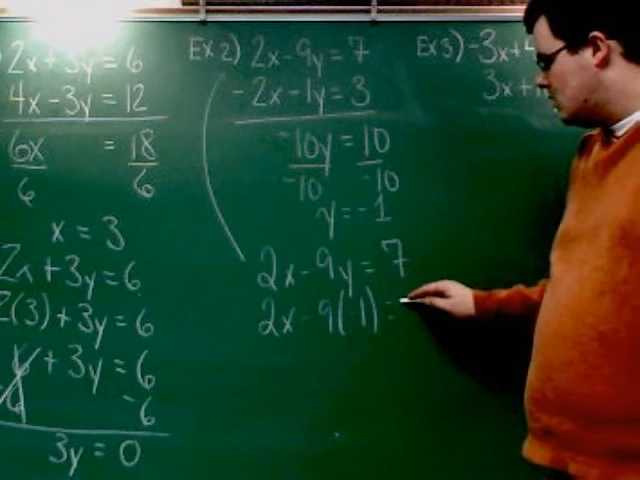 2x+3y=6
4x-3y=12
6x = 18
6 6
x=3
2x+3y=6
2(3)+3y=6
6+3y=6
-6 -6
3y=0
Ex 2) 2x-9y=7
-2x-1y=3
-10y=10
-10 -10
y=-1
2x-9y=7
2x-9(-1)=
Ex 3) -3x+
3x+